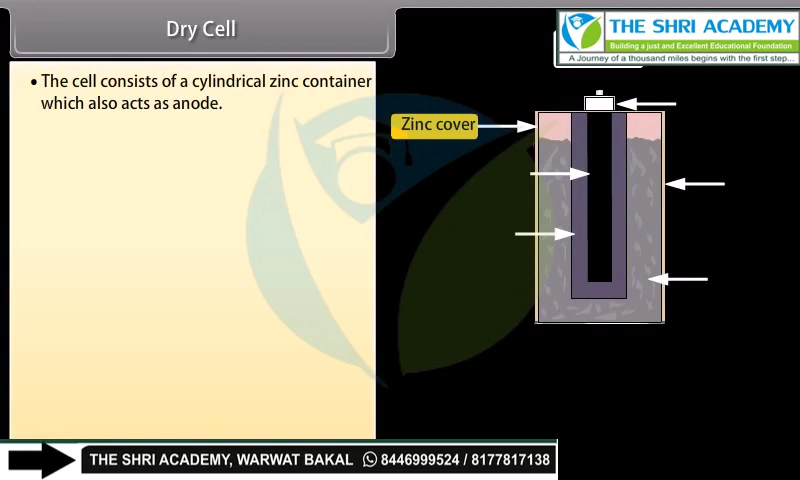 Dry Cell
THE SHRI ACADEMY
Building a just and Excellent Educational Foundation
A Journey of a thousand miles begins with the first step...
• The cell consists of a cylindrical zinc container
which also acts as anode.
Zinc cover
THE SHRI ACADEMY, WARWAT BAKAL 8446999524 / 8177817138